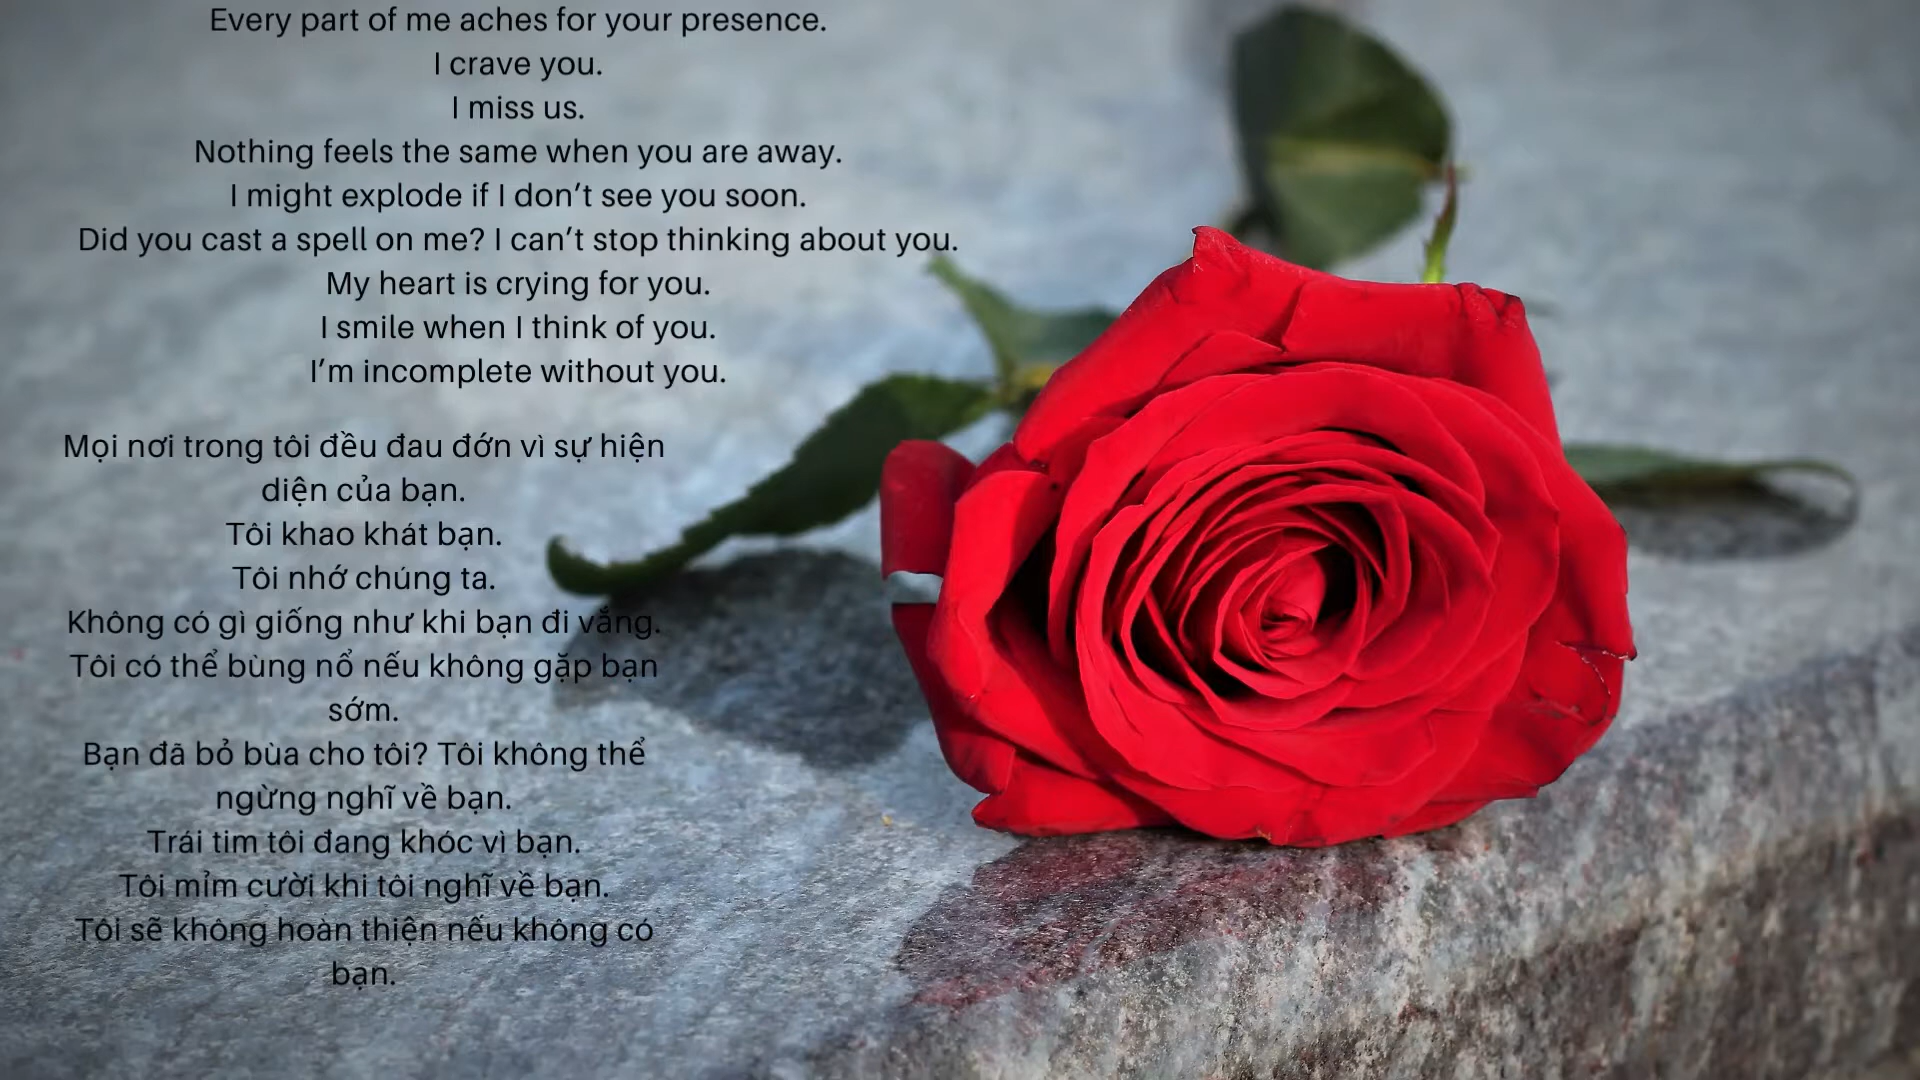 Every part of me aches for your presence.
I crave you.
I miss us.
Nothing feels the same when you are away.
I might explode if I don’t see you soon.
Did you cast a spell on me? I can’t stop thinking about you.
My heart is crying for you.
I smile when I think of you.
I’m incomplete without you.
Mọi nơi trong tôi đều đau đớn vì sự hiện
diện của bạn.
Tôi khao khát bạn.
Tôi nhớ chúng ta.
Không có gì giống như khi bạn đi vắng.
Tôi có thể bùng nổ nếu không gặp bạn
sớm.
Bạn đã bỏ bùa cho tôi? Tôi không thể
ngừng nghĩ về bạn.
Trái tim tôi đang khóc vì bạn.
Tôi mỉm cười khi tôi nghĩ về bạn.
Tôi sẽ không hoàn thiện nếu không có
bạn.